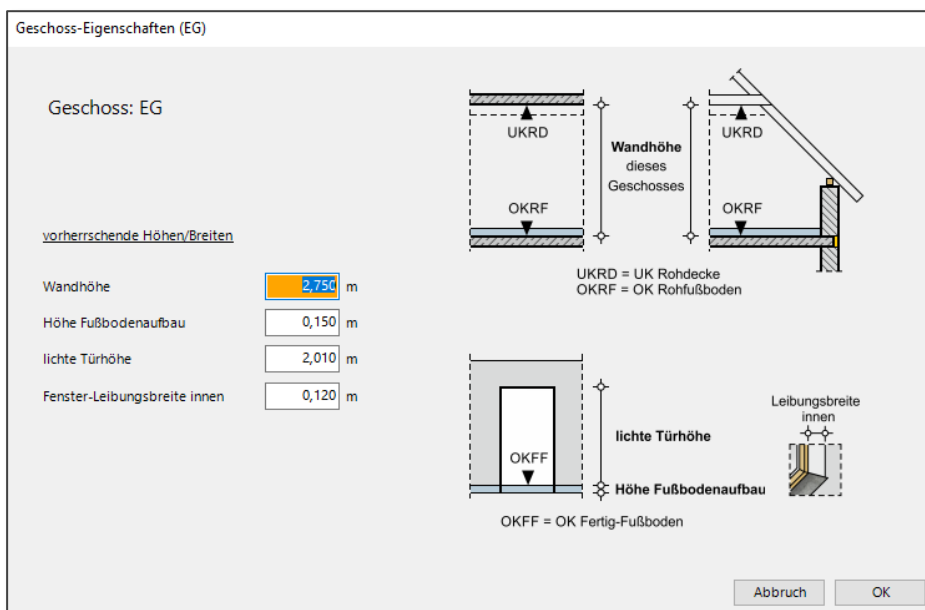 Geschoss-Eigenschaften (EG)
Geschoss: EG
vorherrschende Höhen/Breiten
Wandhöhe 2,750 m
Höhe Fußbodenaufbau 0,150 m
lichte Türhöhe 2,010 m
Fenster-Leibungsbreite innen 0,120 m
UKRD
Wandhöhe
dieses
Geschosses
UKRD
OKRF
OKRF
UKRD = UK Rohdecke
OKRF = OK Rohfußboden
Leibungsbreite
innen
lichte Türhöhe
OKFF
Höhe Fußbodenaufbau
OKFF = OK Fertig-Fußboden
Abbruch
OK